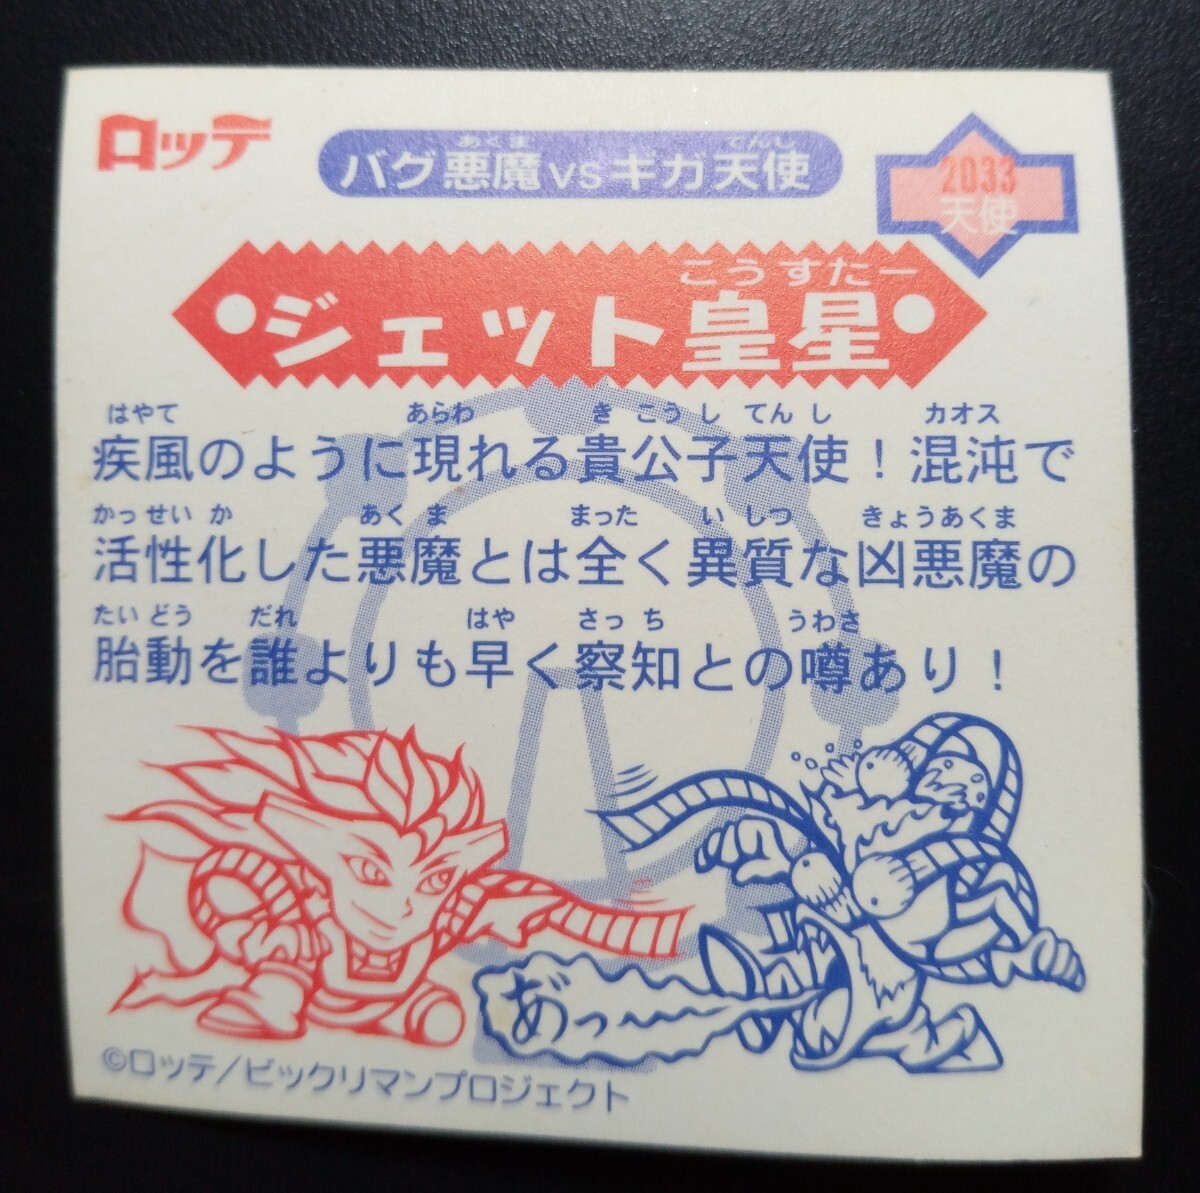 ロッテ
バグ悪魔vsギガ天使
あくま てんし
2033
天使
こうすたー
ジェット皇星
はやて あらわ き こう し てん し カオス
疾風のように現れる貴公子天使！混沌で
かっ せい か あく ま まった い しつ きょうあくま
活性化した悪魔とは全く異質な凶悪魔の
たい どう だれ はや さっ ち うわさ
胎動を誰よりも早く察知との噂あり！
あ゛っ〜
©ロッテ/ビックリマンプロジェクト